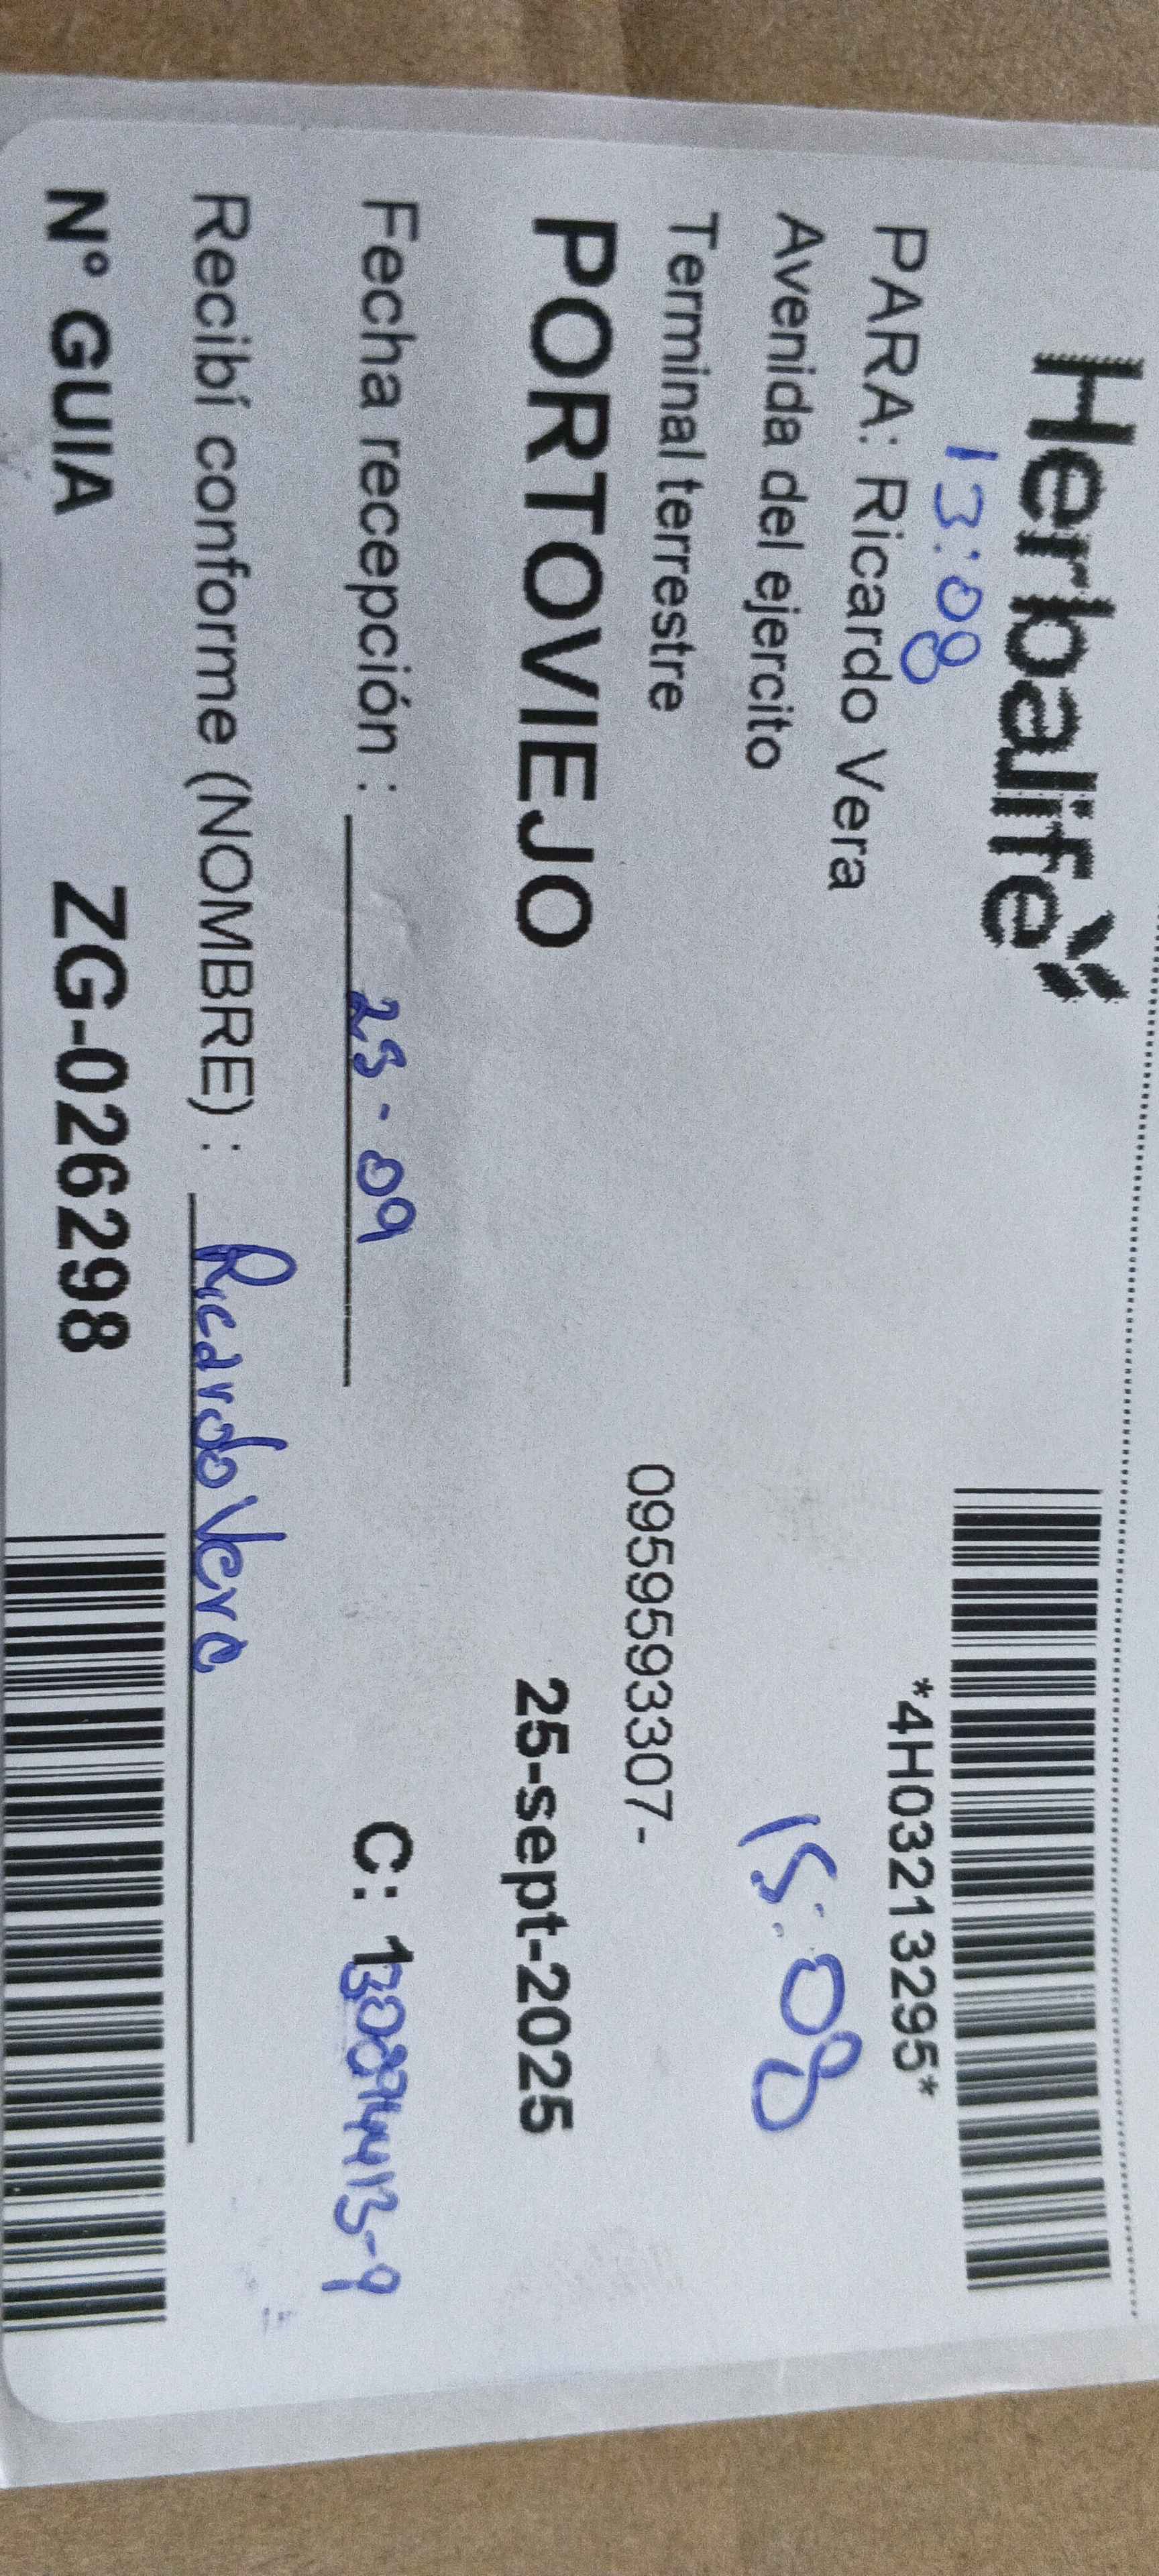 Herbalife
13:08
*4H03213295*
PARA: Ricardo Vera
15:08
Avenida del ejercito
Terminal terrestre
0959593307-
PORTOVIEJO
25-sept-2025
Fecha recepción : 25-09
C: 1
Recibí conforme (NOMBRE) : Ricardo Vera
N° GUIA ZG-026298